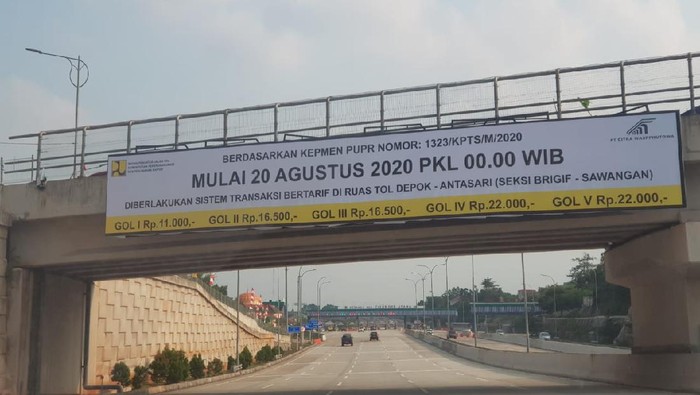 BERDASARKAN KEPMEN PUPR NOMOR: 1323/KPTS/M/2020
MULAI 20 AGUSTUS 2020 PKL 00.00 WIB
DIBERLAKUKAN SISTEM TRANSAKSI BERTARIF DI RUAS TOL DEPOK - ANTASARI (SEKSI BRIGIF - SAWANGAN)
GOL I Rp.11.000,- GOL II Rp.16.500,- GOL III Rp.16.500,- GOL IV Rp.22.000,- GOL V Rp.22.000,-